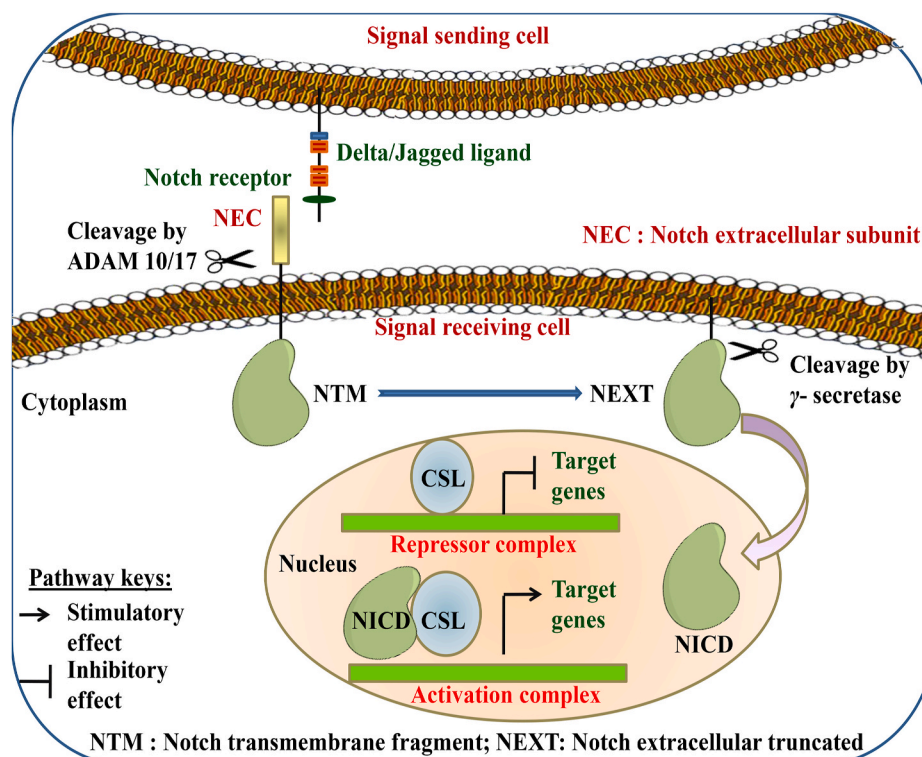 Signal sending cell
Delta/Jagged ligand
Notch receptor
NEC
Cleavage by
ADAM 10/17
NEC : Notch extracellular subunit
Signal receiving cell
Cytoplasm
NTM
NEXT
Cleavage by
γ- secretase
CSL
Target
genes
Repressor complex
Nucleus
NICD
CSL
Target
genes
Activation complex
NICD
Pathway keys:
Stimulatory
effect
Inhibitory
effect
NTM : Notch transmembrane fragment; NEXT: Notch extracellular truncated